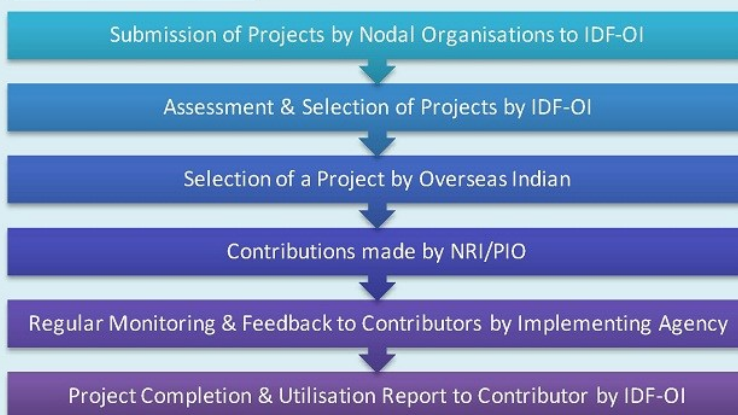 Submission of Projects by Nodal Organisations to IDF-OI
Assessment & Selection of Projects by IDF-OI
Selection of a Project by Overseas Indian
Contributions made by NRI/PIO
Regular Monitoring & Feedback to Contributors by Implementing Agency
Project Completion & Utilisation Report to Contributor by IDF-OI